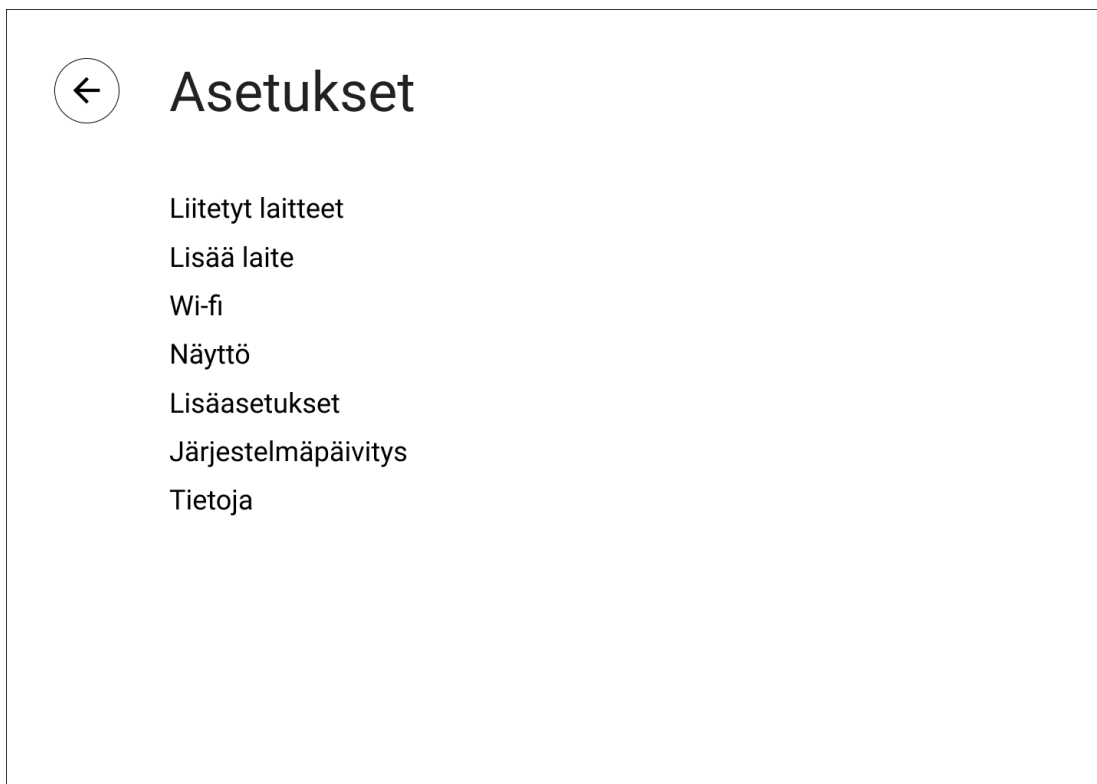 Asetukset
Liitetyt laitteet
Lisää laite
Wi-fi
Näyttö
Lisäasetukset
Järjestelmäpäivitys
Tietoja